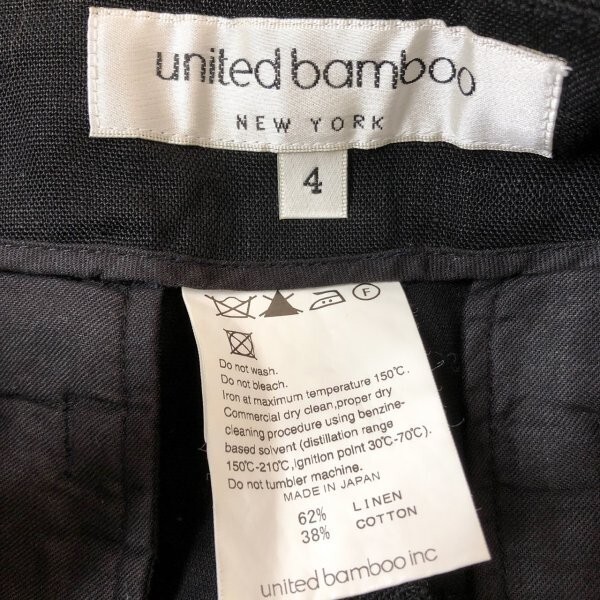 united bamboo
NEW YORK
4
F
Do not wash.
Do not bleach.
Iron at maximum temperature 150℃.
Commercial dry clean,proper dry
cleaning procedure using benzine-
based solvent (distillation range
150℃-210℃,ignition point 30℃-70℃).
Do not tumbler machine.
MADE IN JAPAN
62% LINEN
38% COTTON
united bamboo inc